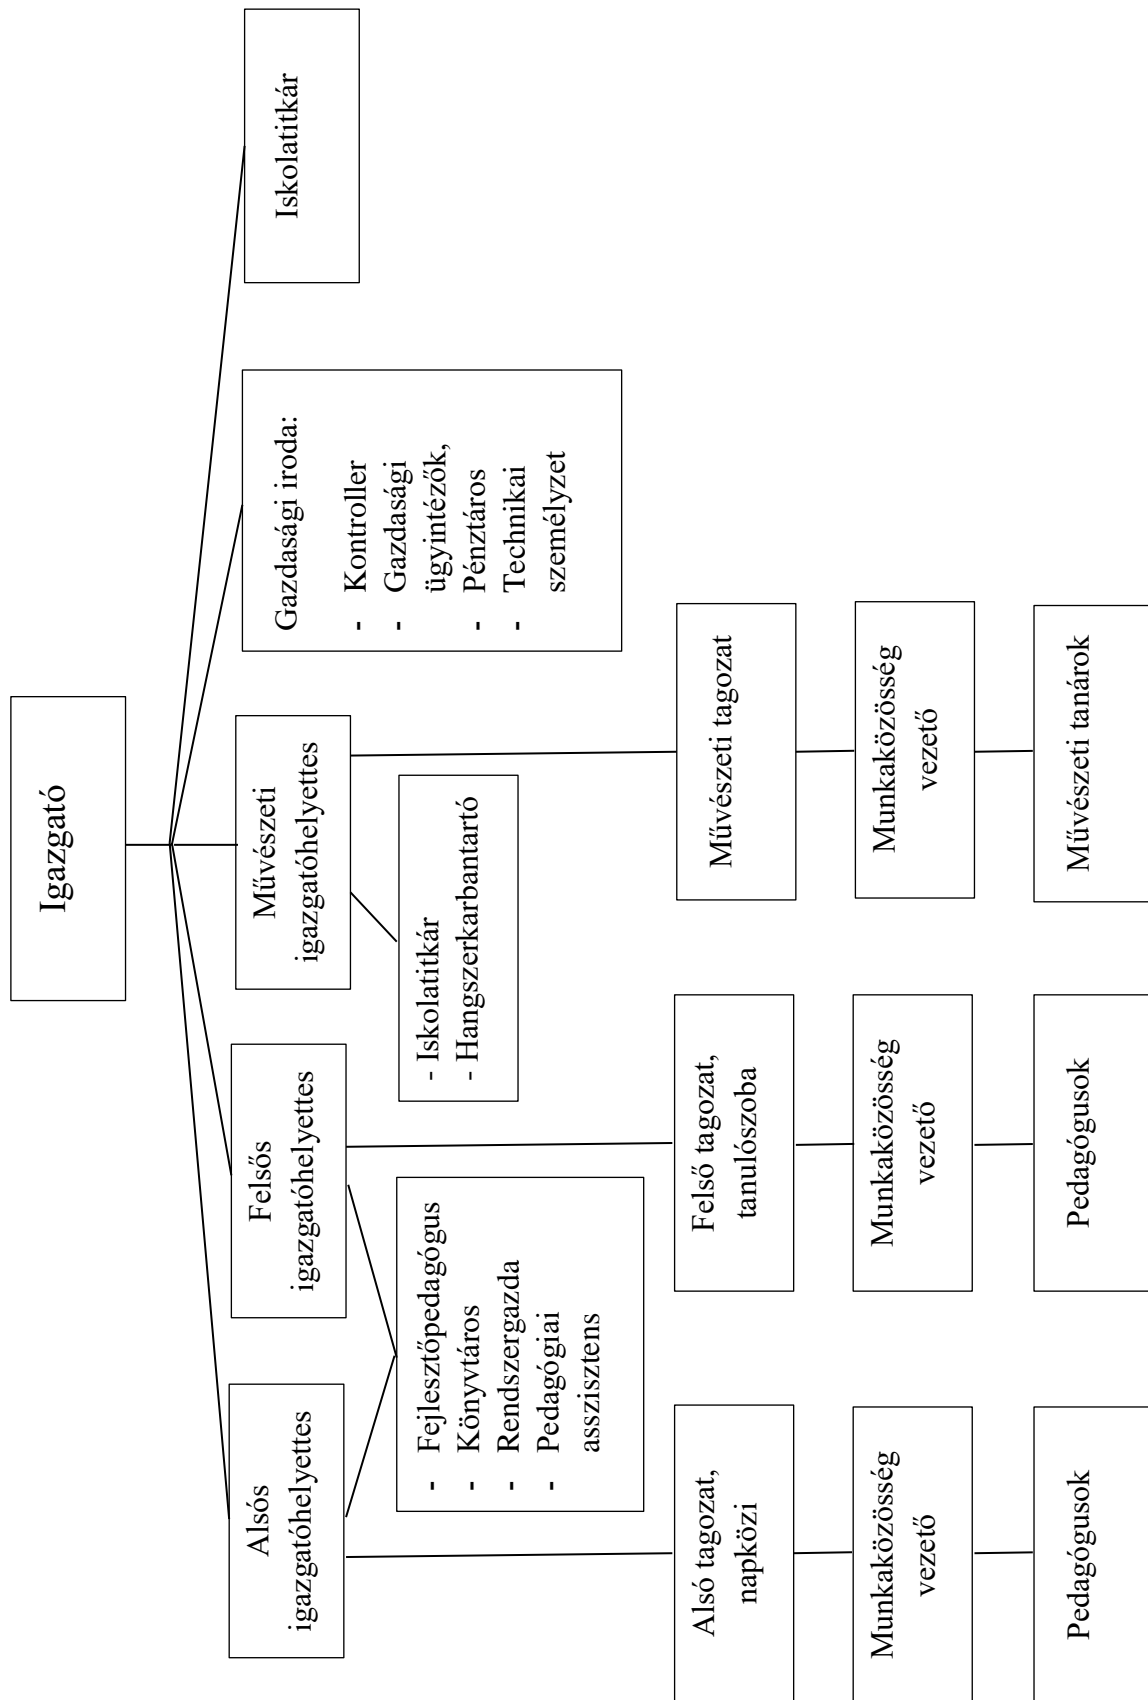 Igazgató
Alsós
igazgatóhelyettes
Felsős
igazgatóhelyettes
Művészeti
igazgatóhelyettes
Gazdasági iroda:
- Kontroller
- Gazdasági
ügyintézők,
- Pénztáros
- Technikai
személyzet
Iskolatitkár
- Fejlesztőpedagógus
- Könyvtáros
- Rendszergazda
- Pedagógiai
asszisztens
- Iskolatitkár
- Hangszerkarbantartó
Alsó tagozat,
napközi
Felső tagozat,
tanulószoba
Művészeti tagozat
Munkaközösség
vezető
Munkaközösség
vezető
Munkaközösség
vezető
Pedagógusok
Pedagógusok
Művészeti tanárok